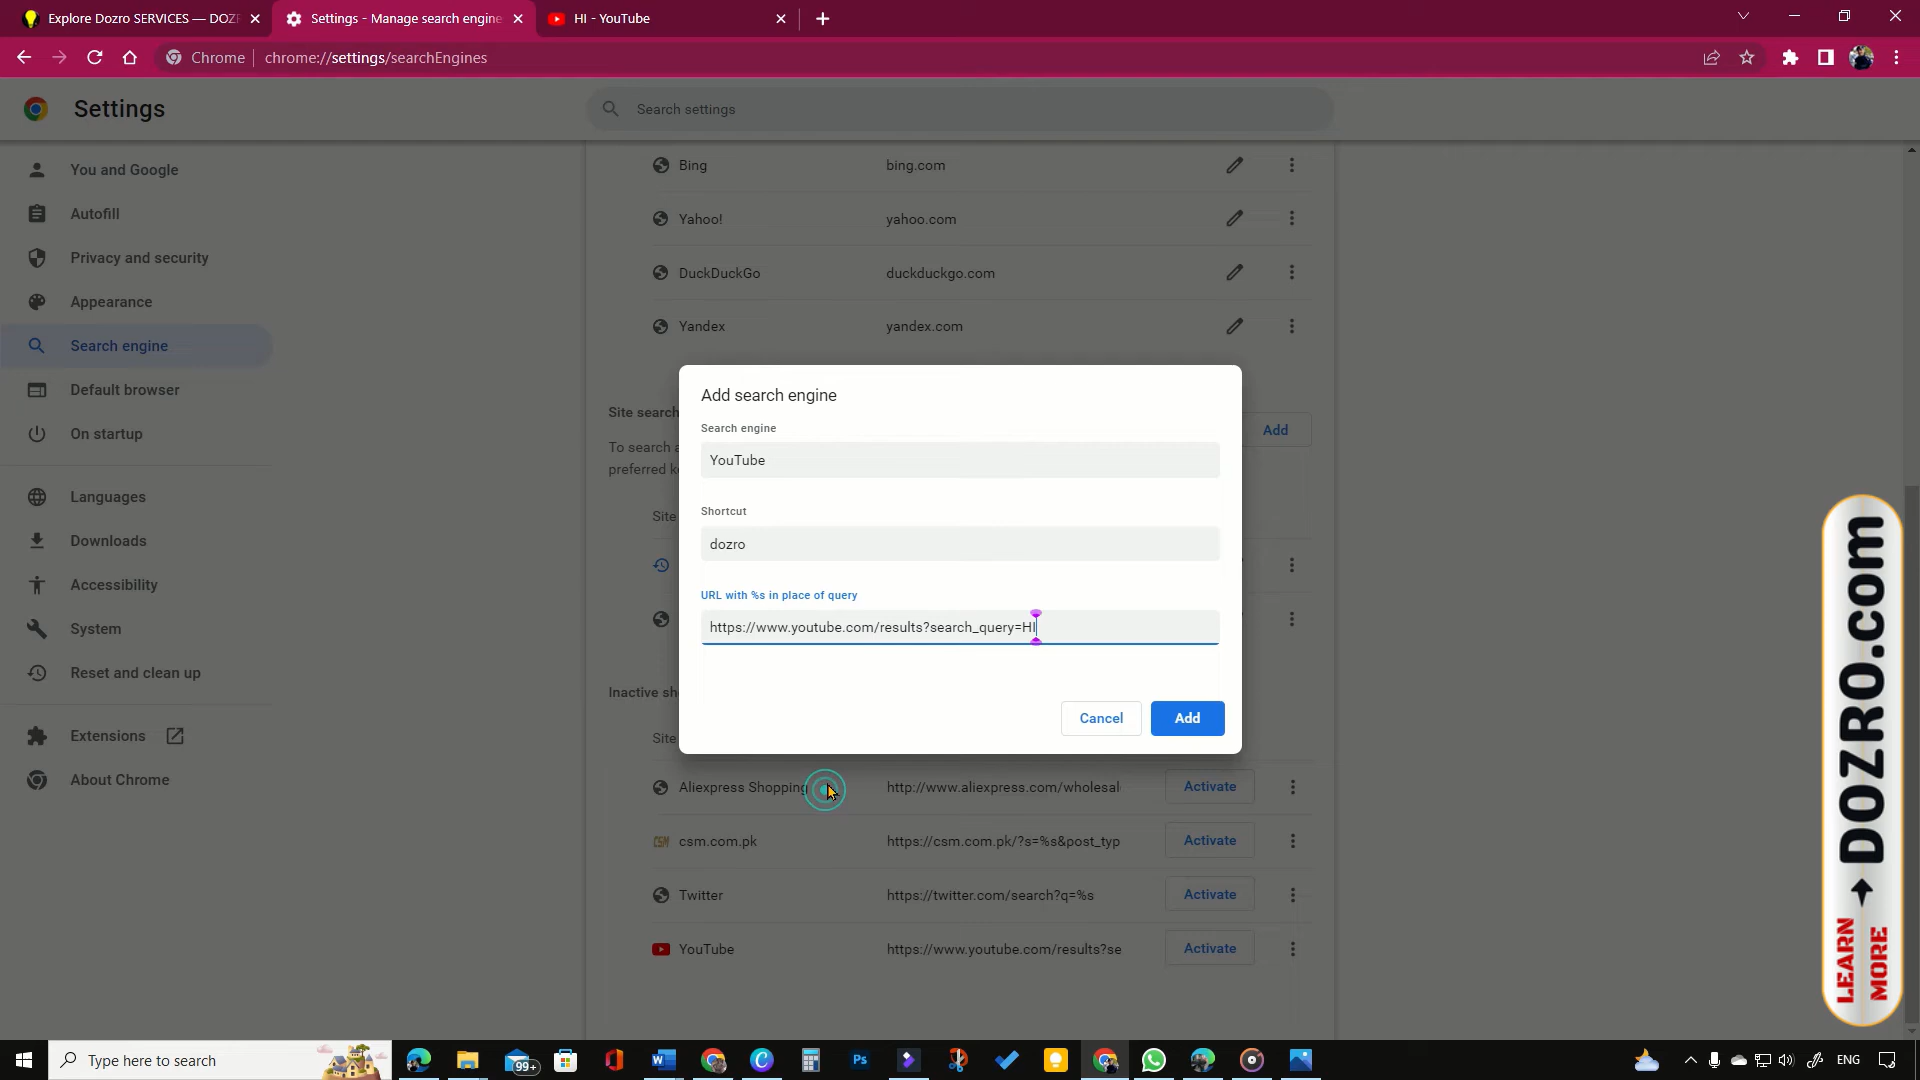 Explore Dozro SERVICES — DOZR
Settings - Manage search engine
HI - YouTube
Chrome
chrome://settings/searchEngines
Settings
Search settings
You and Google
Autofill
Privacy and security
Appearance
Search engine
Default browser
On startup
Languages
Downloads
Accessibility
System
Reset and clean up
Extensions
About Chrome
Bing
bing.com
Yahoo!
yahoo.com
DuckDuckGo
duckduckgo.com
Yandex
yandex.com
Site search
To search a
preferred k
Add
Site
Add search engine
Search engine
YouTube
Shortcut
dozro
URL with %s in place of query
https://www.youtube.com/results?search_query=HI
Cancel
Add
Inactive sh
Site
Aliexpress Shopping
http://www.aliexpress.com/wholesal
Activate
CSM
csm.com.pk
https://csm.com.pk/?s=%s&post_typ
Activate
Twitter
https://twitter.com/search?q=%s
Activate
YouTube
https://www.youtube.com/results?se
Activate
LEARN
MORE
DOZRO.com
Type here to search
99+
Ps
ENG